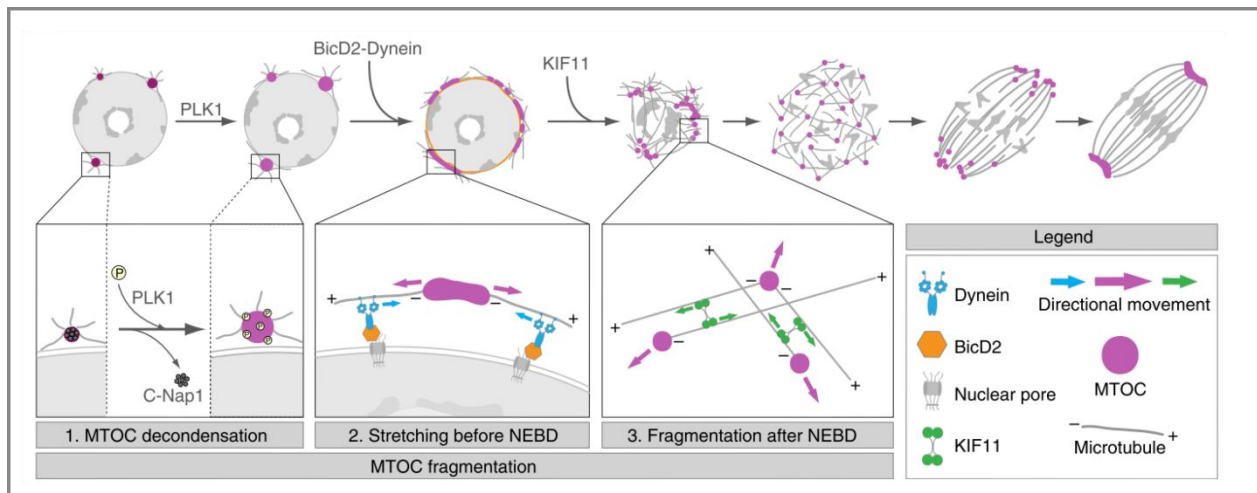 BicD2-Dynein
KIF11
PLK1
P
PLK1
C-Nap1
P
P
P
P
P
1. MTOC decondensation
+
−
−
+
2. Stretching before NEBD
+
+
−
−
+
−
−
+
+
3. Fragmentation after NEBD
MTOC fragmentation
Legend
Dynein
BicD2
Nuclear pore
KIF11
Directional movement
MTOC
− +
Microtubule